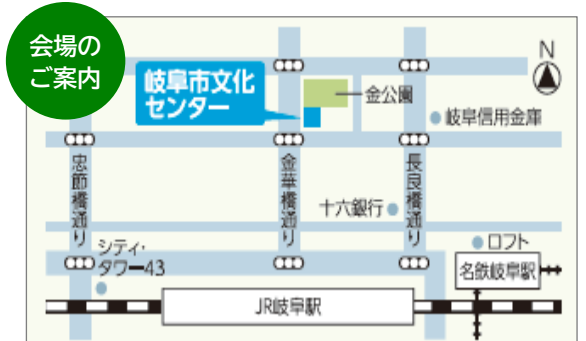 会場の
ご案内
N
岐阜市文化
センター
金公園
岐阜信用金庫
忠節橋通り
金華橋通り
長良橋通り
十六銀行
シティ・
タワー43
ロフト
名鉄岐阜駅
JR岐阜駅